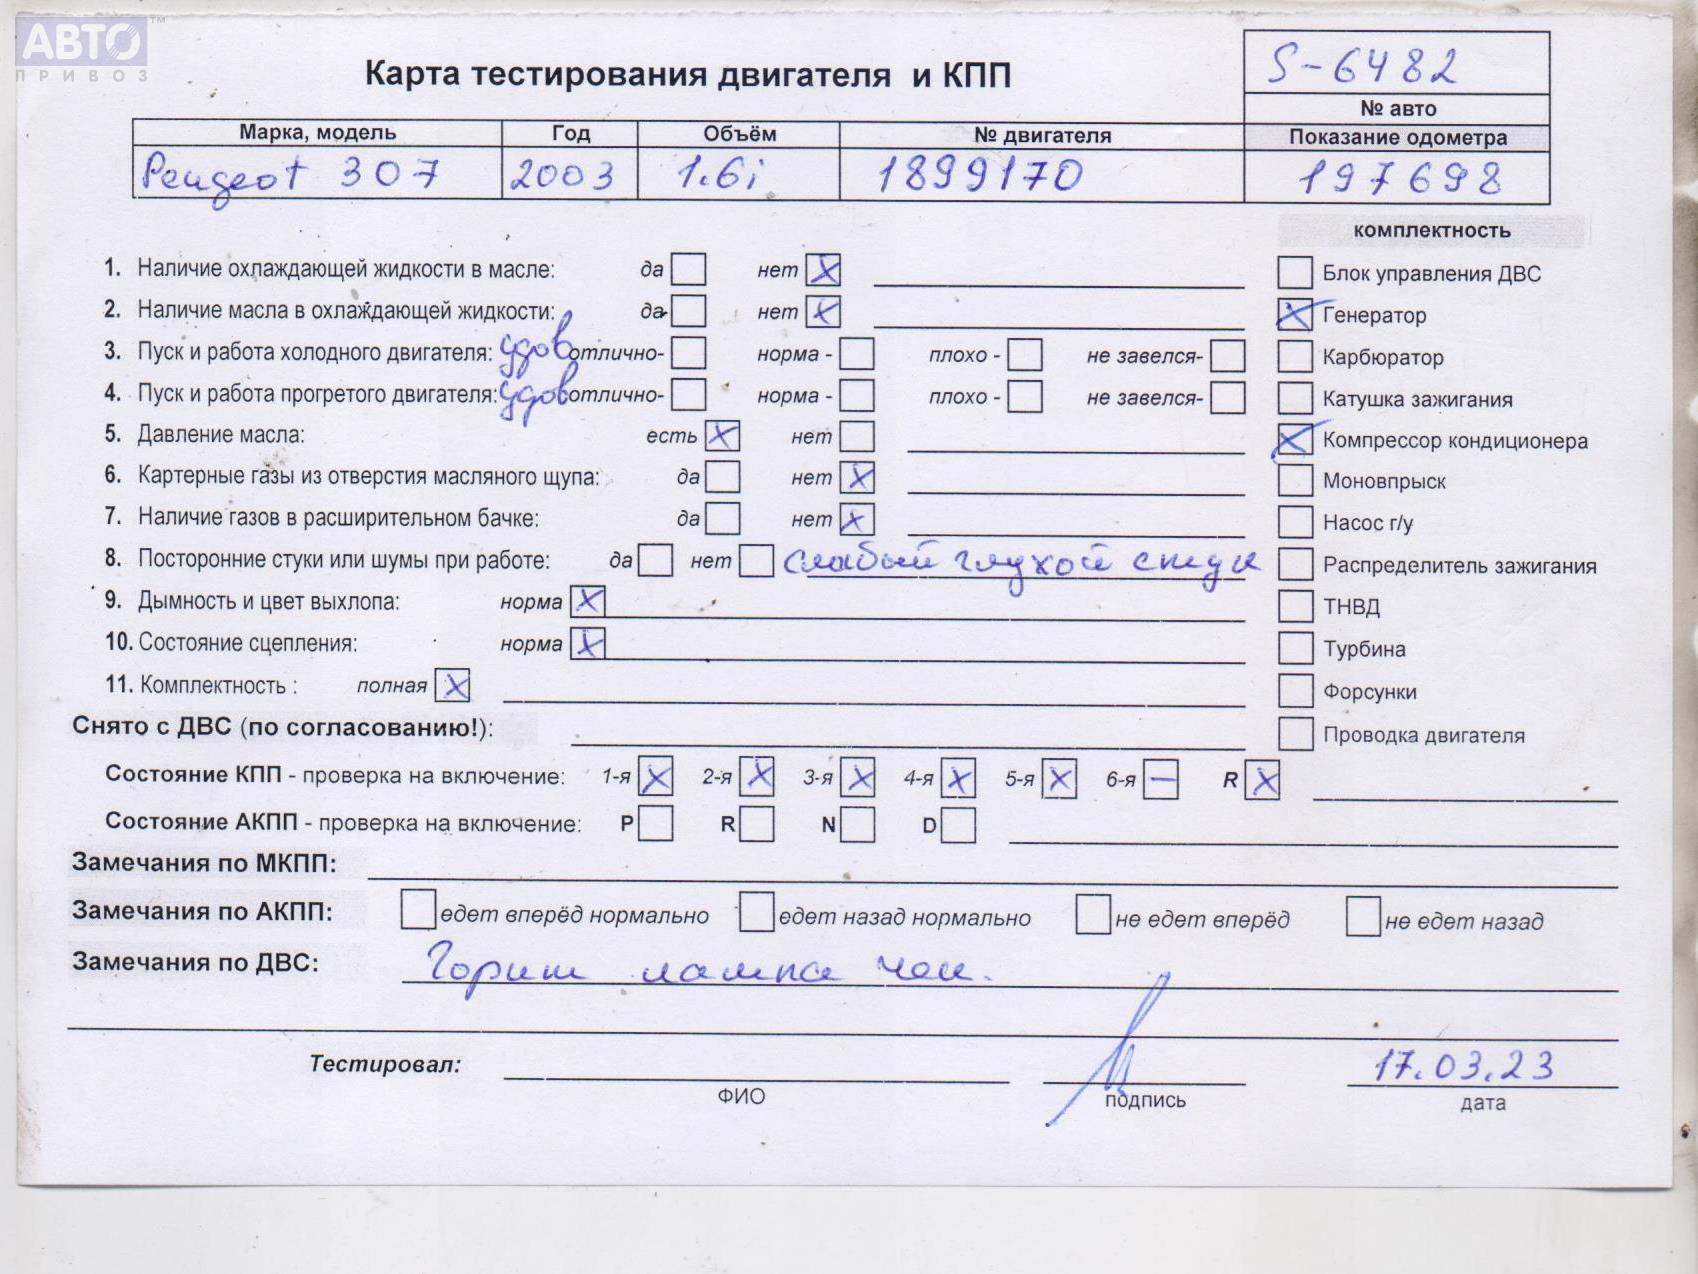 АВТО™
ПРИВОЗ
Карта тестирования двигателя и КПП
S-6482
№ авто
Марка, модель Год Объём № двигателя Показание одометра
Peugeot 307 2003 1.6i 1899170 197698
комплектность
1. Наличие охлаждающей жидкости в масле: да нет X Блок управления ДВС
2. Наличие масла в охлаждающей жидкости: да нет X X Генератор
3. Пуск и работа холодного двигателя: удов отлично- норма - плохо - не завелся- Карбюратор
4. Пуск и работа прогретого двигателя: удов отлично- норма - плохо - не завелся- Катушка зажигания
5. Давление масла: есть X нет X Компрессор кондиционера
6. Картерные газы из отверстия масляного щупа: да нет X Моновпрыск
7. Наличие газов в расширительном бачке: да нет X Насос г/у
8. Посторонние стуки или шумы при работе: да нет слабый глухой стук Распределитель зажигания
9. Дымность и цвет выхлопа: норма X ТНВД
10. Состояние сцепления: норма X Турбина
11. Комплектность : полная X Форсунки
Снято с ДВС (по согласованию!): Проводка двигателя
Состояние КПП - проверка на включение: 1-я X 2-я X 3-я X 4-я X 5-я X 6-я — R X
Состояние АКПП - проверка на включение: P R N D
Замечания по МКПП:
Замечания по АКПП: едет вперёд нормально едет назад нормально не едет вперёд не едет назад
Замечания по ДВС: Горит лампа чек.
Тестировал: 17.03.23
ФИО подпись дата